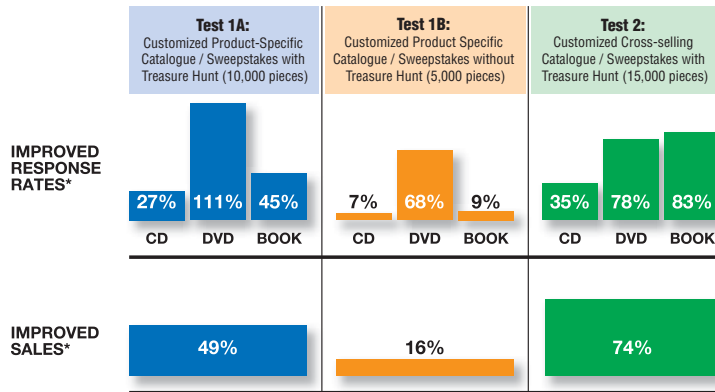 Test 1A:
Customized Product-Specific
Catalogue / Sweepstakes with
Treasure Hunt (10,000 pieces)
Test 1B:
Customized Product Specific
Catalogue / Sweepstakes without
Treasure Hunt (5,000 pieces)
Test 2:
Customized Cross-selling
Catalogue / Sweepstakes with
Treasure Hunt (15,000 pieces)
IMPROVED
RESPONSE
RATES*
27% 111% 45%
CD DVD BOOK
7% 68% 9%
CD DVD BOOK
35% 78% 83%
CD DVD BOOK
IMPROVED
SALES*
49%
16%
74%